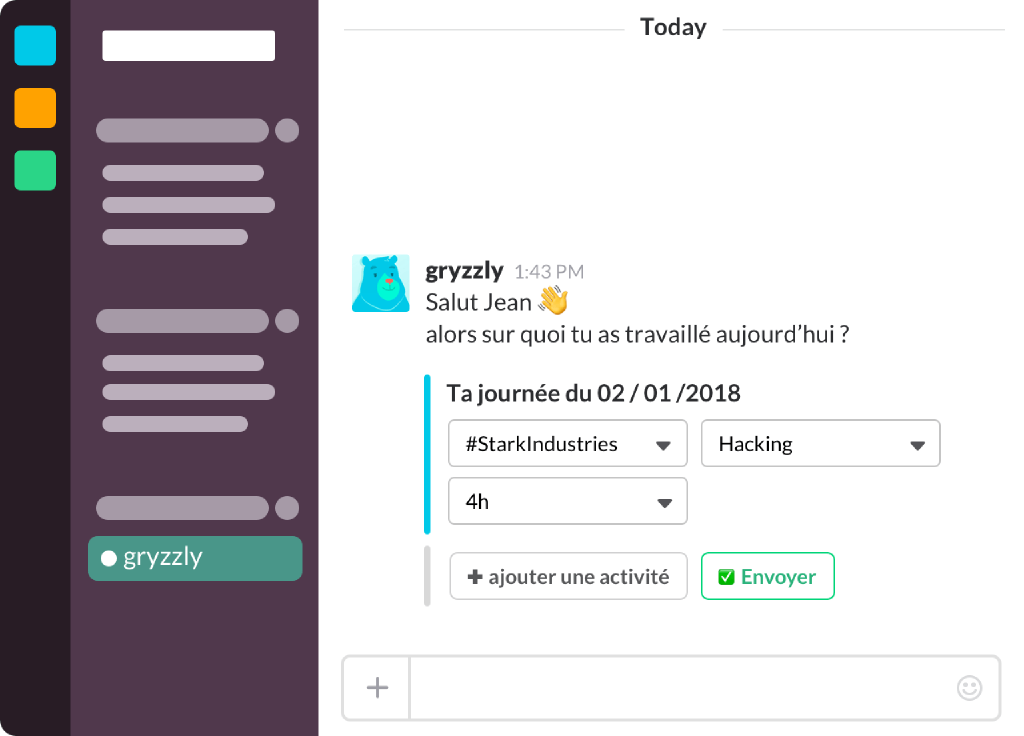 Today
gryzzly 1:43 PM
Salut Jean 👋
alors sur quoi tu as travaillé aujourd’hui ?
Ta journée du 02 / 01 /2018
#StarkIndustries
Hacking
4h
gryzzly
+ ajouter une activité
✅ Envoyer